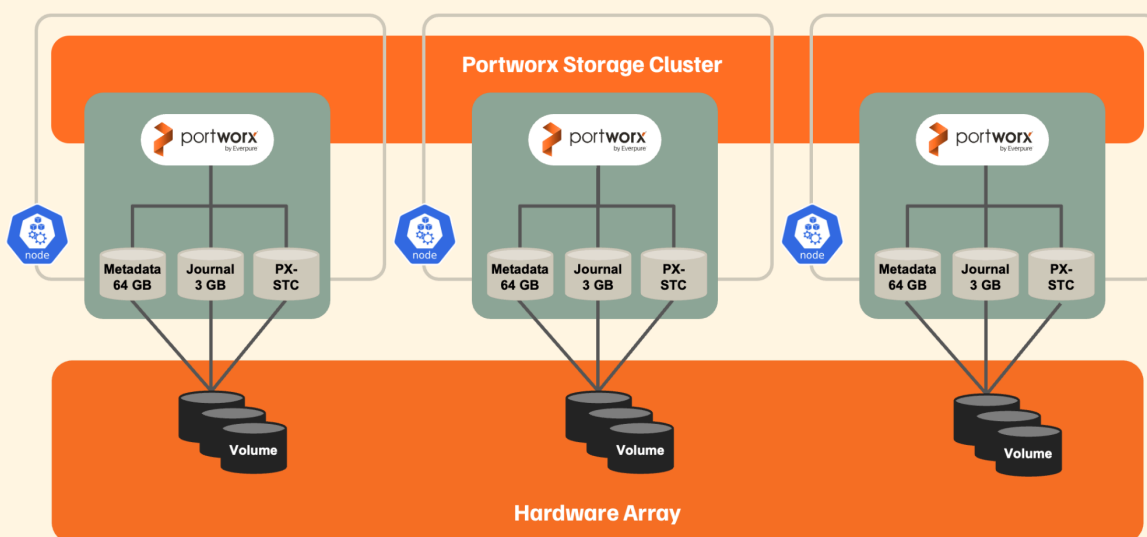 Portworx Storage Cluster
portworx
by Everpure
portworx
by Everpure
portworx
by Everpure
node
node
node
Metadata
64 GB
Journal
3 GB
PX-
STC
Metadata
64 GB
Journal
3 GB
PX-
STC
Metadata
64 GB
Journal
3 GB
PX-
STC
Volume
Volume
Volume
Hardware Array